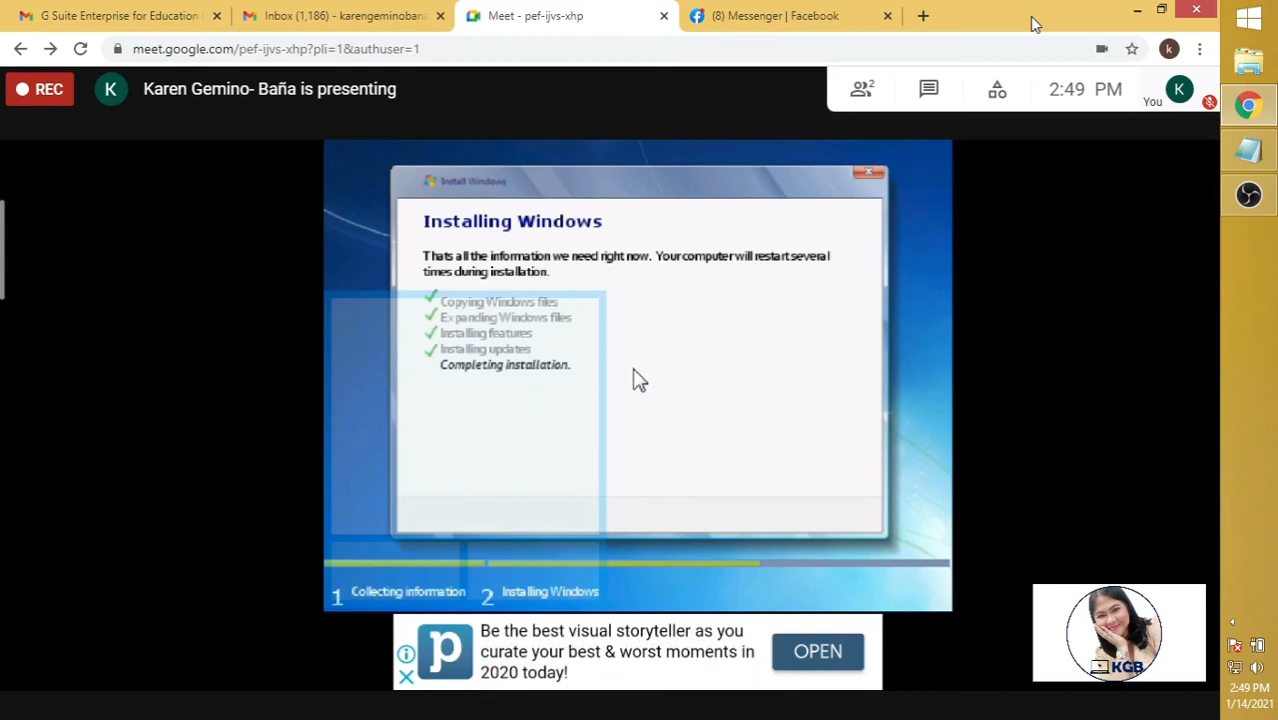 G Suite Enterprise for Education
Inbox (1,186) - karengeminobana
Meet - pef-ijvs-xhp
(8) Messenger | Facebook
meet.google.com/pef-ijvs-xhp?pli=1&authuser=1
k
REC
K
Karen Gemino- Baña is presenting
2
2:49 PM
You
K
Install Windows
Installing Windows
Thats all the information we need right now. Your computer will restart several
times during installation.
Copying Windows files
Expanding Windows files
Installing features
Installing updates
Completing installation.
1 Collecting information
2 Installing Windows
Be the best visual storyteller as you
curate your best & worst moments in
2020 today!
OPEN
KGB
2:49 PM
1/14/2021